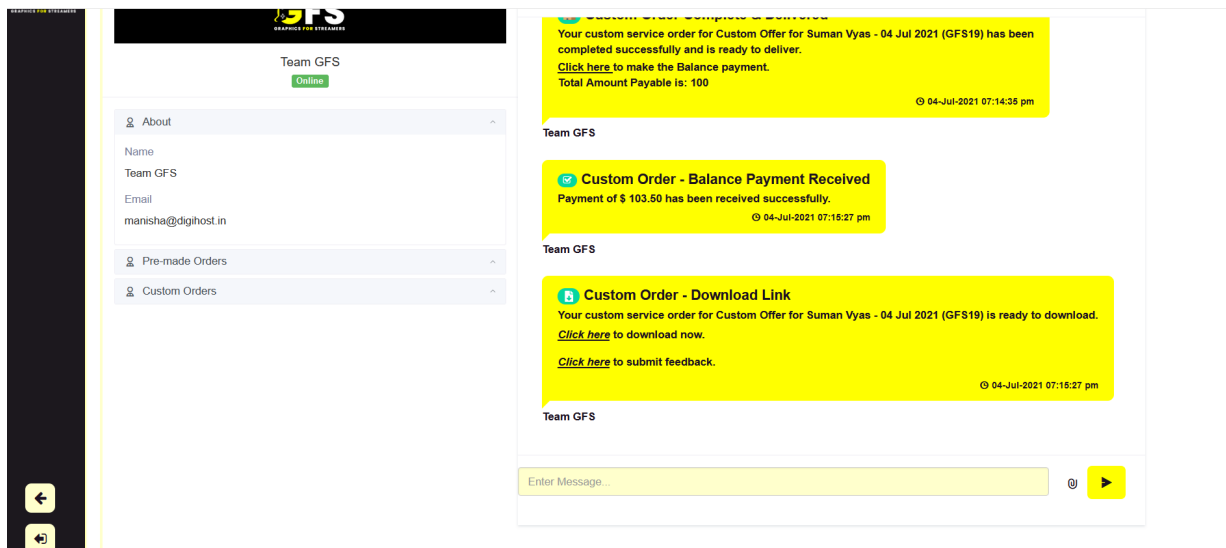 GRAPHICS FOR STREAMERS
GFS
GRAPHICS FOR STREAMERS
Team GFS
Online
About
Name
Team GFS
Email
manisha@digihost.in
Pre-made Orders
Custom Orders
Custom Order Complete & Delivered
Your custom service order for Custom Offer for Suman Vyas - 04 Jul 2021 (GFS19) has been
completed successfully and is ready to deliver.
Click here to make the Balance payment.
Total Amount Payable is: 100
04-Jul-2021 07:14:35 pm
Team GFS
Custom Order - Balance Payment Received
Payment of $ 103.50 has been received successfully.
04-Jul-2021 07:15:27 pm
Team GFS
Custom Order - Download Link
Your custom service order for Custom Offer for Suman Vyas - 04 Jul 2021 (GFS19) is ready to download.
Click here to download now.
Click here to submit feedback.
04-Jul-2021 07:15:27 pm
Team GFS
Enter Message...